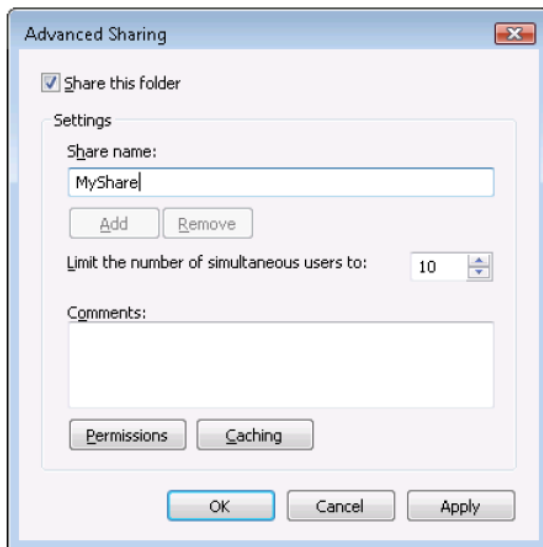 Advanced Sharing
Share this folder
Settings
Share name:
MyShare
Add Remove
Limit the number of simultaneous users to: 10
Comments:
Permissions Caching
OK Cancel Apply